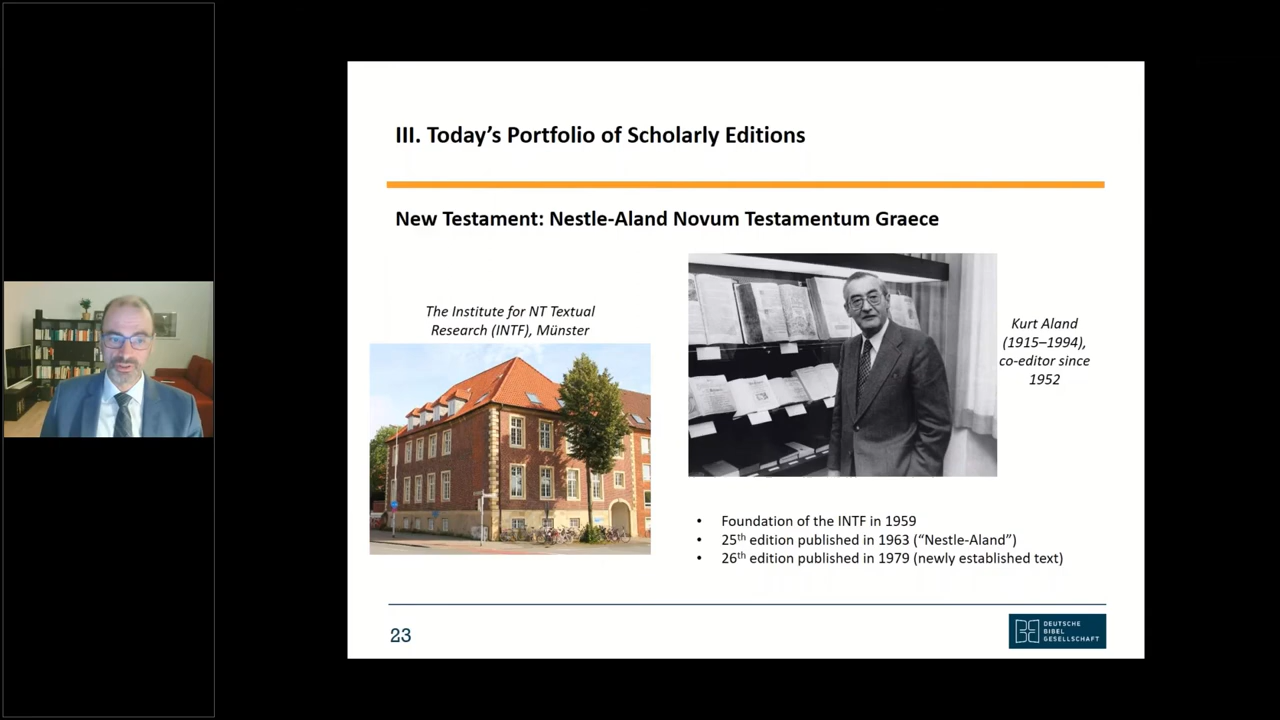 III. Today's Portfolio of Scholarly Editions
New Testament: Nestle-Aland Novum Testamentum Graece
The Institute for NT Textual
Research (INTF), Münster
Kurt Aland
(1915–1994),
co-editor since
1952
• Foundation of the INTF in 1959
• 25th edition published in 1963 (“Nestle-Aland”)
• 26th edition published in 1979 (newly established text)
23
DEUTSCHE
BIBEL
GESELLSCHAFT